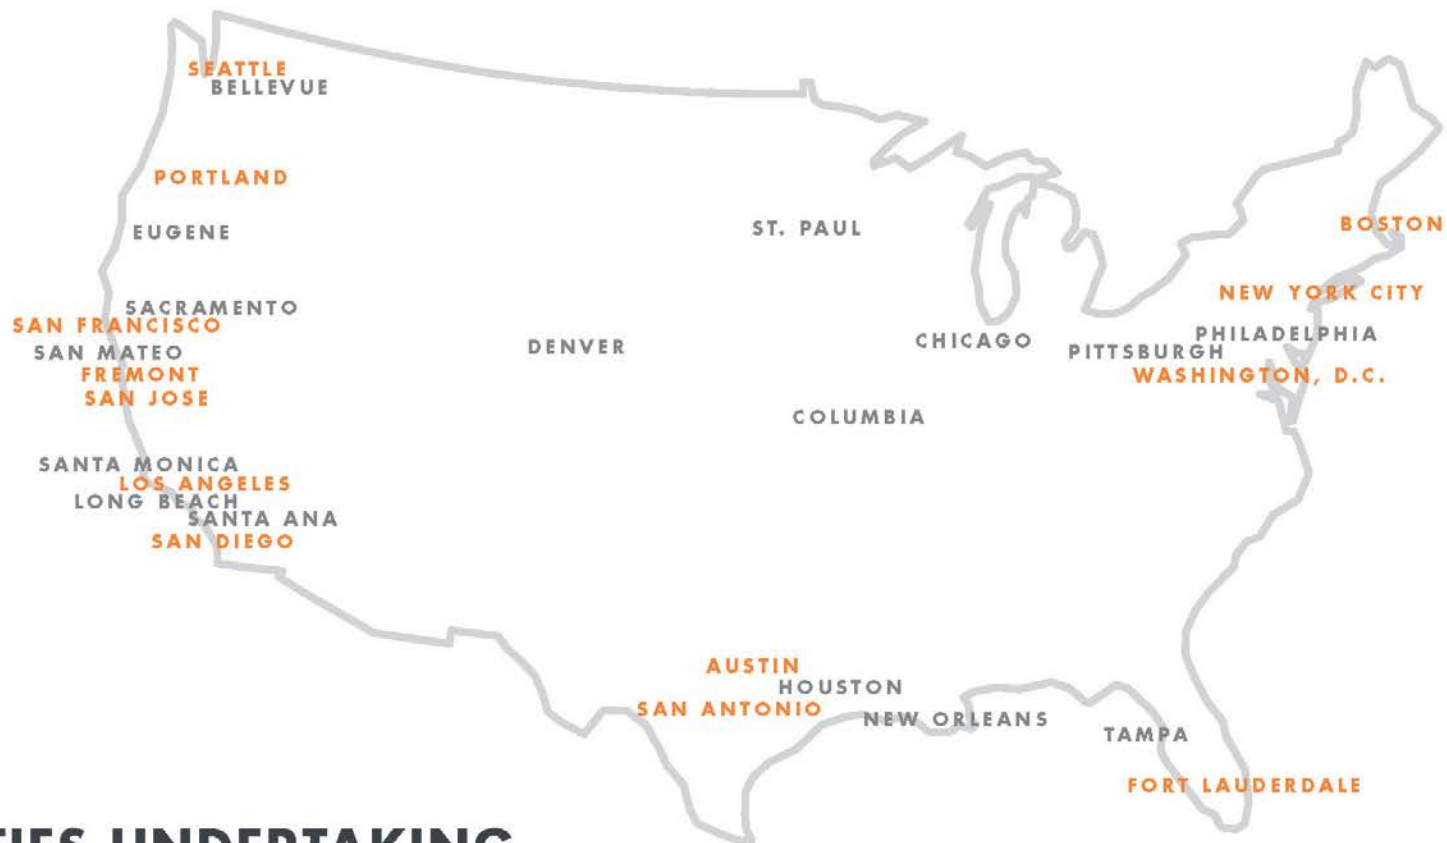 SEATTLE
BELLEVUE
PORTLAND
BOSTON
EUGENE
ST. PAUL
NEW YORK CITY
SACRAMENTO
SAN FRANCISCO
PHILADELPHIA
CHICAGO
DENVER
PITTSBURGH
SAN MATEO
FREMONT
WASHINGTON, D.C.
SAN JOSE
COLUMBIA
SANTA MONICA
LOS ANGELES
LONG BEACH
SANTA ANA
SAN DIEGO
AUSTIN
HOUSTON
SAN ANTONIO
NEW ORLEANS
TAMPA
FORT LAUDERDALE
UNDERTAKING